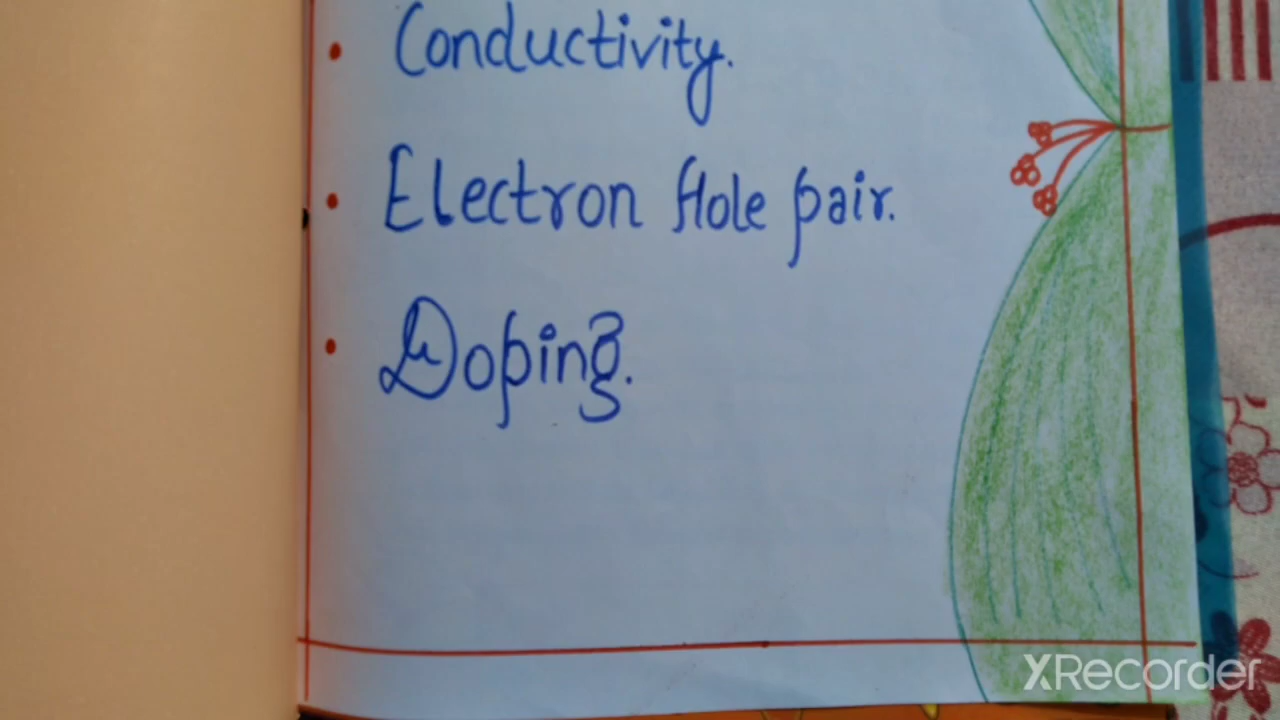 • Conductivity.
• Electron Hole pair.
• Doping.
XRecorder